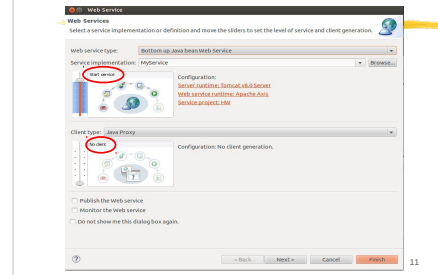 Web Service
Web Services
Select a service implementation or definition and move the sliders to set the level of service and client generation.
Web service type: Bottom up Java bean Web Service
Service implementation: MyService Browse...
Start service
Configuration:
Server runtime: Tomcat v8.0 Server
Web service runtime: Apache Axis
Service project: HW
Client type: Java Proxy
No client
Configuration: No client generation.
Publish the Web service
Monitor the Web service
Do not show me this dialog box again.
? < Back Next > Cancel Finish
11